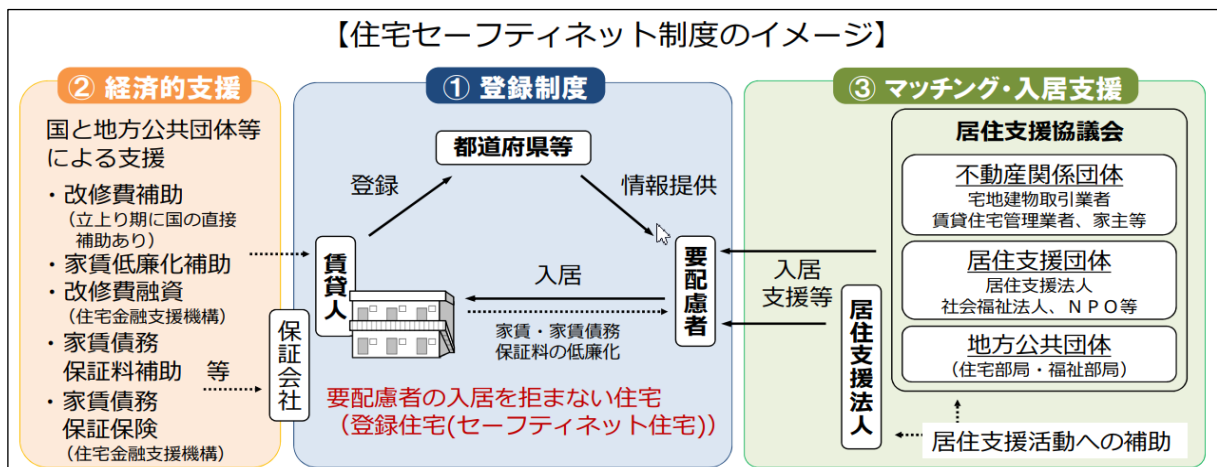 【住宅セーフティネット制度のイメージ】
② 経済的支援
国と地方公共団体等
による支援
・改修費補助
(立上り期に国の直接
補助あり)
・家賃低廉化補助
・改修費融資
(住宅金融支援機構)
・家賃債務
保証料補助 等
・家賃債務
保証保険
(住宅金融支援機構)
保証会社
① 登録制度
都道府県等
登録
情報提供
賃貸人
入居
家賃・家賃債務
保証料の低廉化
要配慮者
要配慮者の入居を拒まない住宅
(登録住宅(セーフティネット住宅))
③ マッチング・入居支援
居住支援協議会
不動産関係団体
宅地建物取引業者
賃貸住宅管理業者、家主等
居住支援団体
居住支援法人
社会福祉法人、NPO等
地方公共団体
(住宅部局・福祉部局)
入居
支援等
居住支援法人
居住支援活動への補助